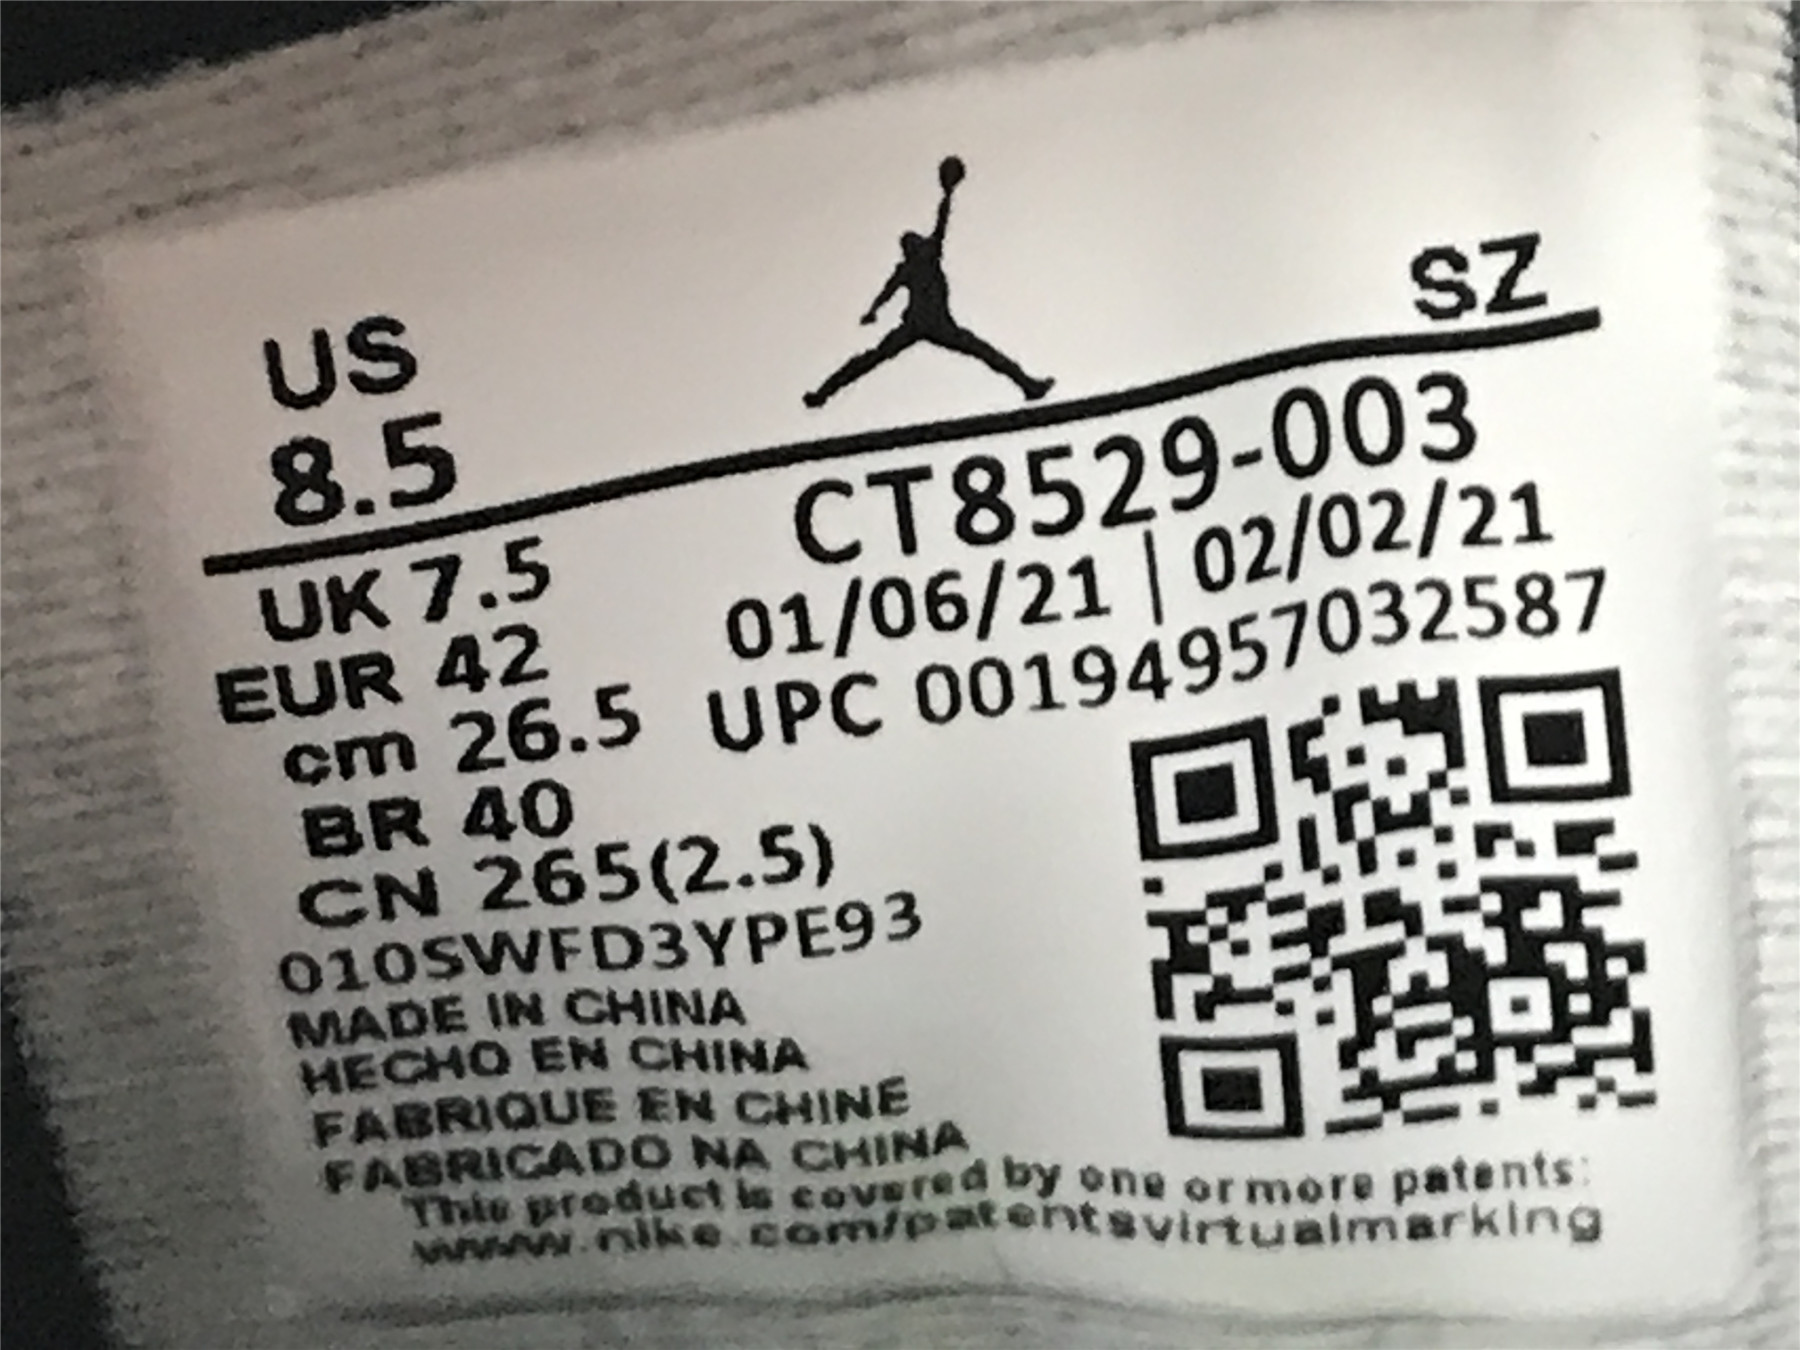 US
8.5
SZ
CT8529-003
01/06/21 | 02/02/21
UPC 00194957032587
UK 7.5
EUR 42
cm 26.5
BR 40
CN 265(2.5)
010SWFD3YPE93
MADE IN CHINA
HECHO EN CHINA
FABRIQUE EN CHINE
FABRICADO NA CHINA
This product is covered by one or more patents:
www.nike.com/patentsvirtualmarking